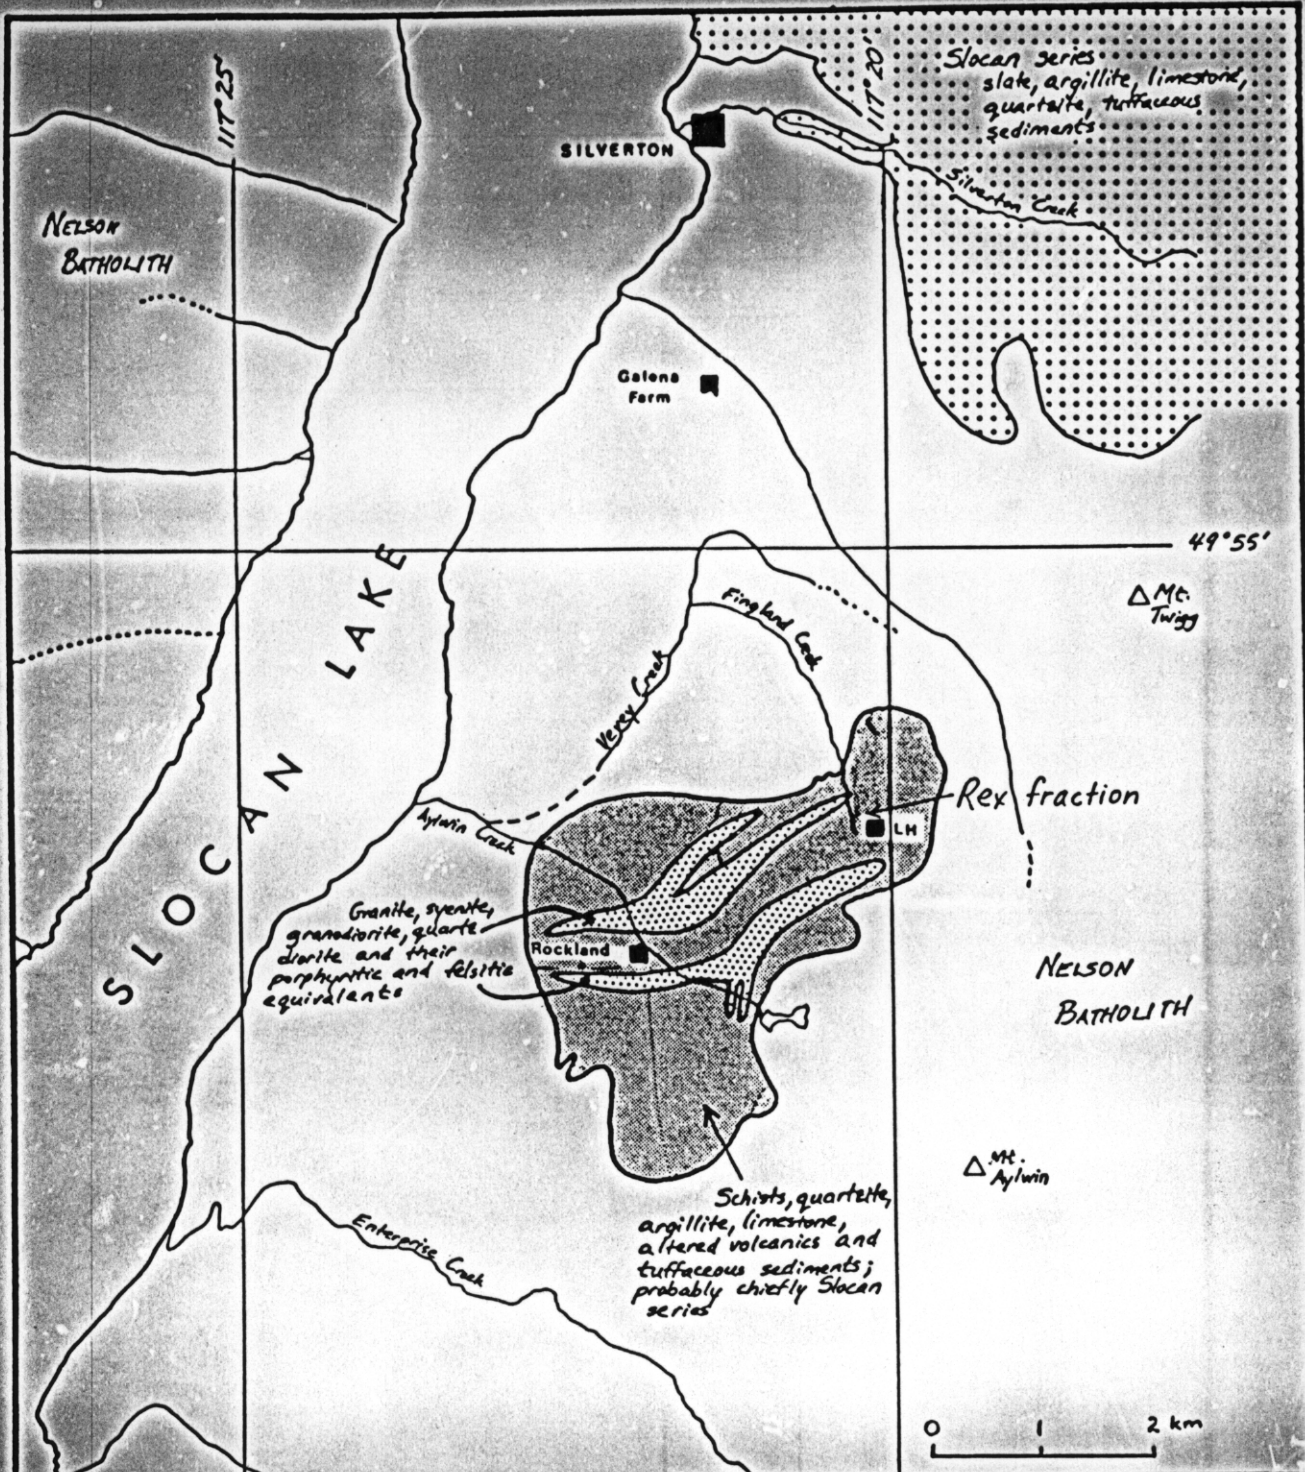 117° 25'
117° 20'
Slocan series
slate, argillite, limestone,
quartzite, tuffaceous
sediments
SILVERTON
Silverton Creek
NELSON
BATHOLITH
Galena
Farm
49°55'
Mt.
Twigg
SLOCAN LAKE
Fingland Creek
Verey Creek
Rex fraction
LH
Aylwin Creek
Granite, syenite,
granodiorite, quartz
diorite and their
porphyritic and felsitic
equivalents
Rockland
NELSON
BATHOLITH
Mt.
Aylwin
Schists, quartzite,
argillite, limestone,
altered volcanics and
tuffaceous sediments;
probably chiefly Slocan
series
Enterprise Creek
0 1 2 km